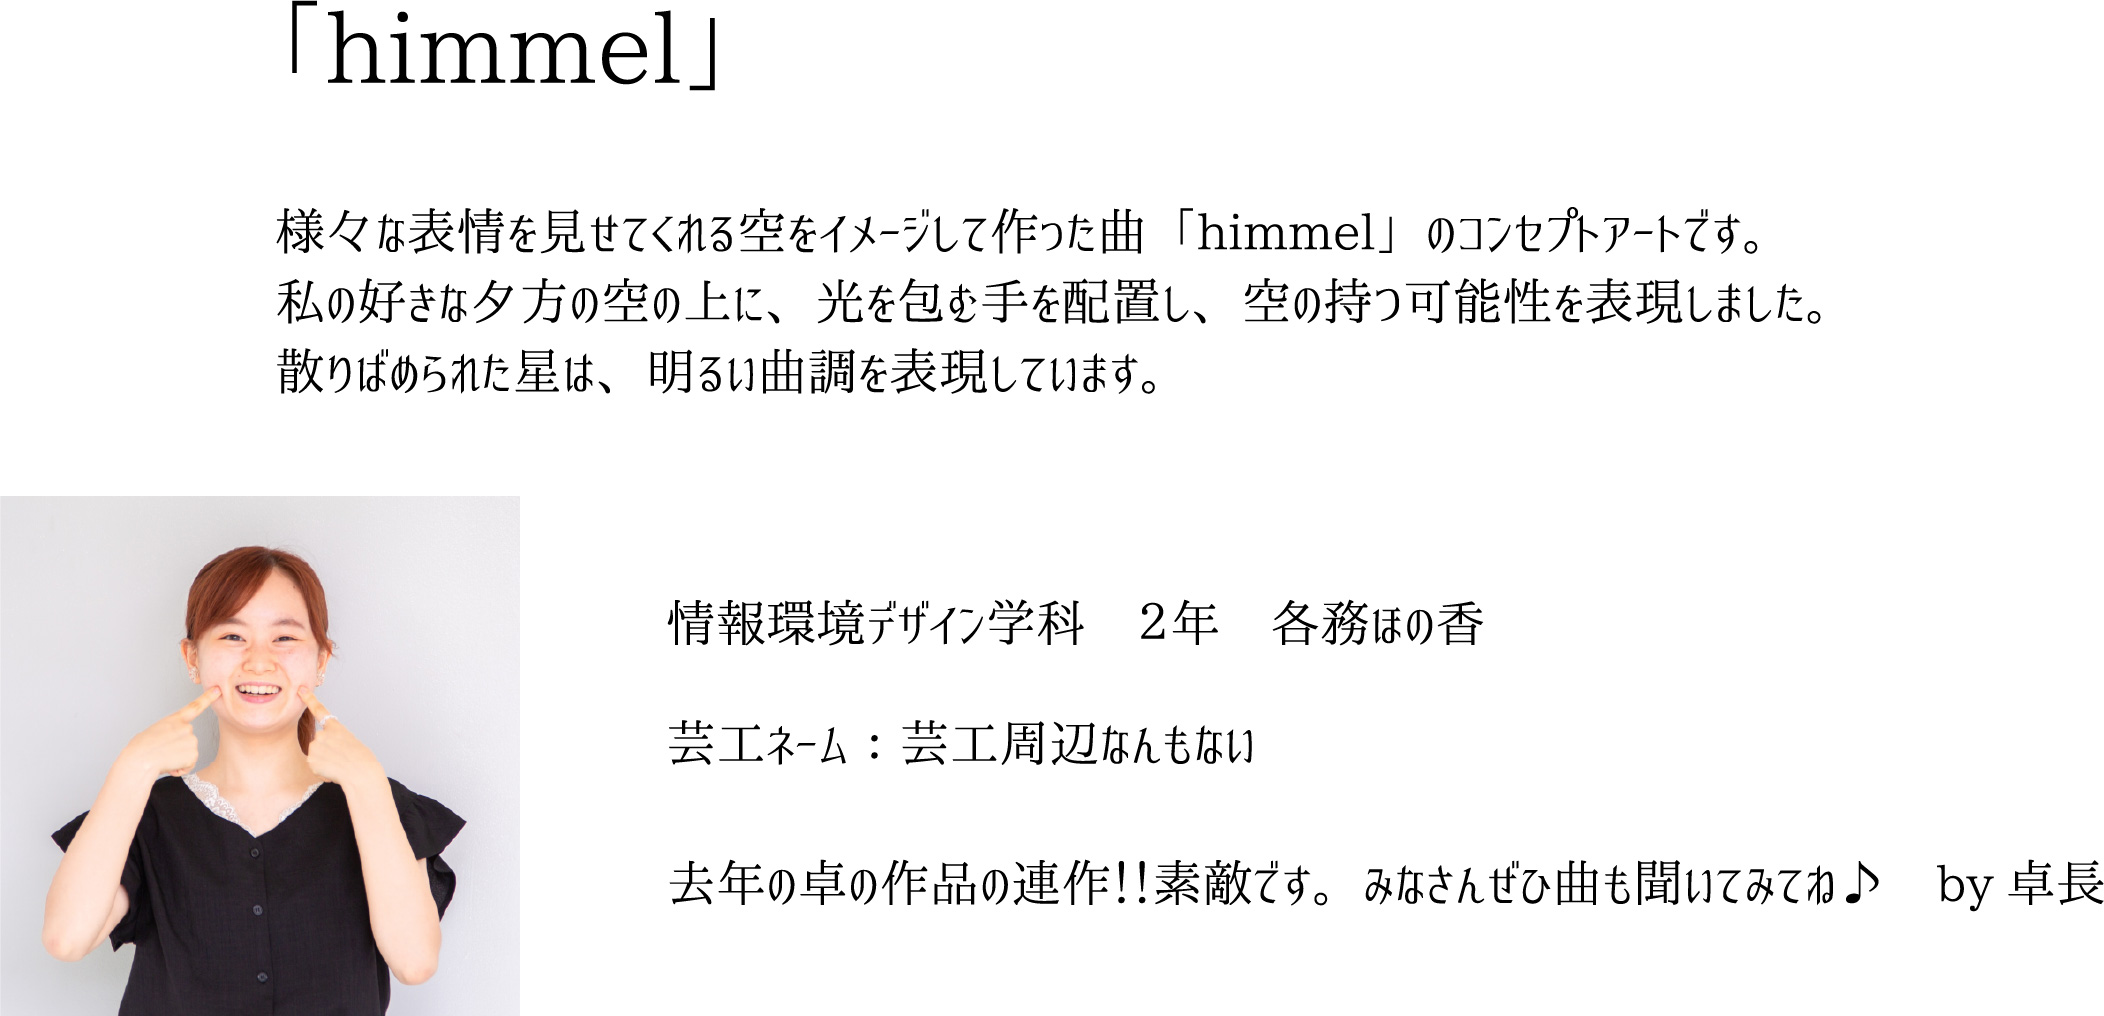 「himmel」
様々な表情を見せてくれる空をイメージして作った曲「himmel」のコンセプトアートです。
私の好きな夕方の空の上に、光を包む手を配置し、空の持つ可能性を表現しました。
散りばめられた星は、明るい曲調を表現しています。
情報環境デザイン学科　２年　各務ほの香
芸工ネーム：芸工周辺なんもない
去年の卓の作品の連作!!素敵です。みなさんぜひ曲も聞いてみてね♪　by 卓長